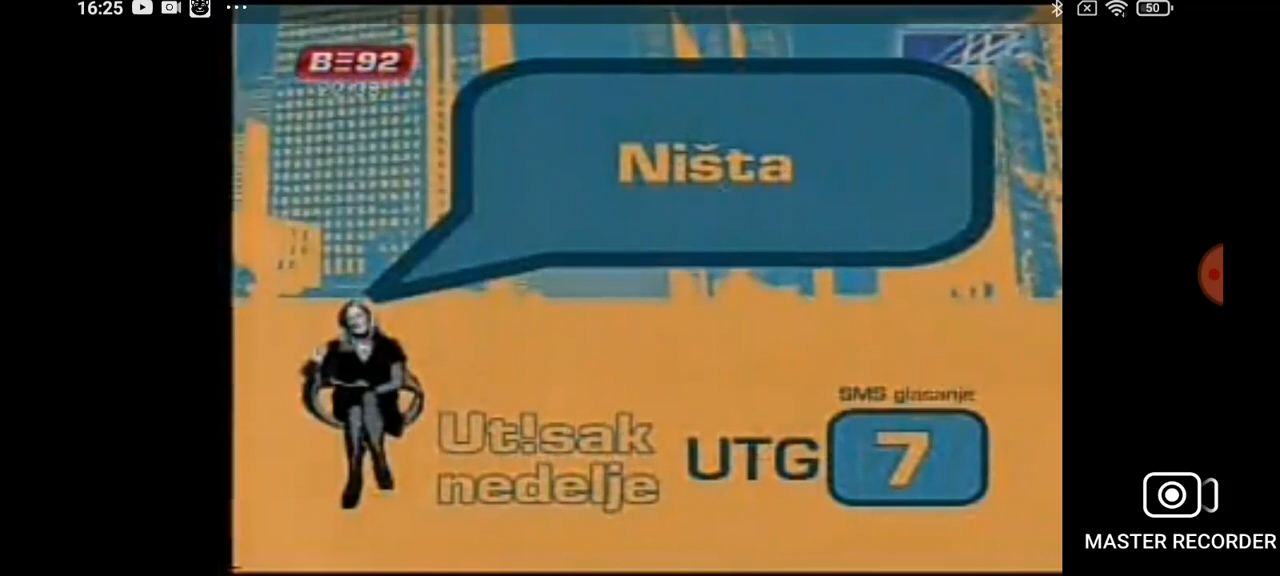 16:25
50
B92
Ništa
SMS glasanje
Ut!sak
nedelje
UTG 7
MASTER RECORDER